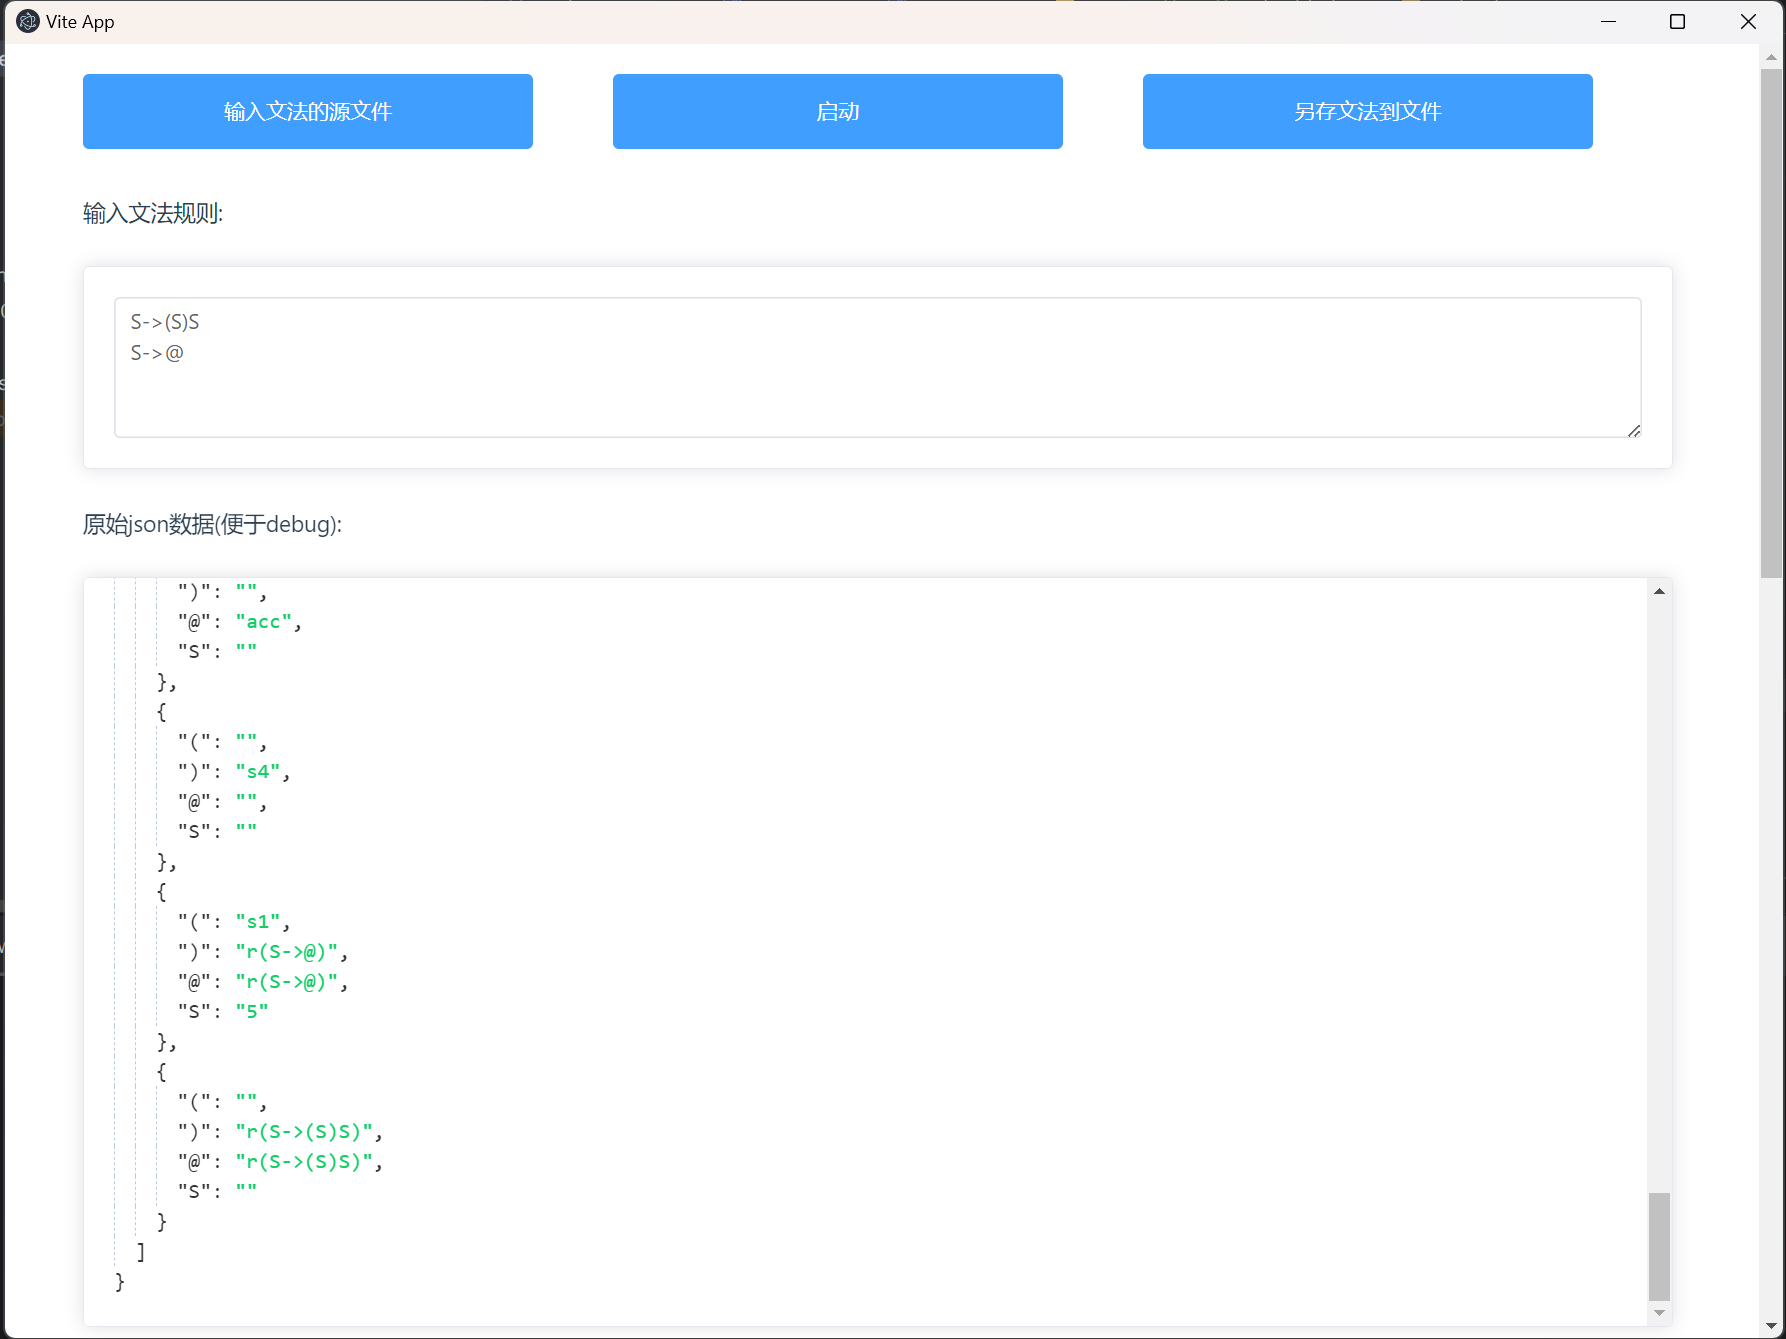 Vite App
输入文法的源文件
启动
另存文法到文件
输入文法规则:
S->(S)S
S->@
原始json数据(便于debug):
")": "",
"@": "acc",
"S": ""
},
{
"(": "",
")": "s4",
"@": "",
"S": ""
},
{
"(": "s1",
")": "r(S->@)",
"@": "r(S->@)",
"S": "5"
},
{
"(": "",
")": "r(S->(S)S)",
"@": "r(S->(S)S)",
"S": ""
}
]
}